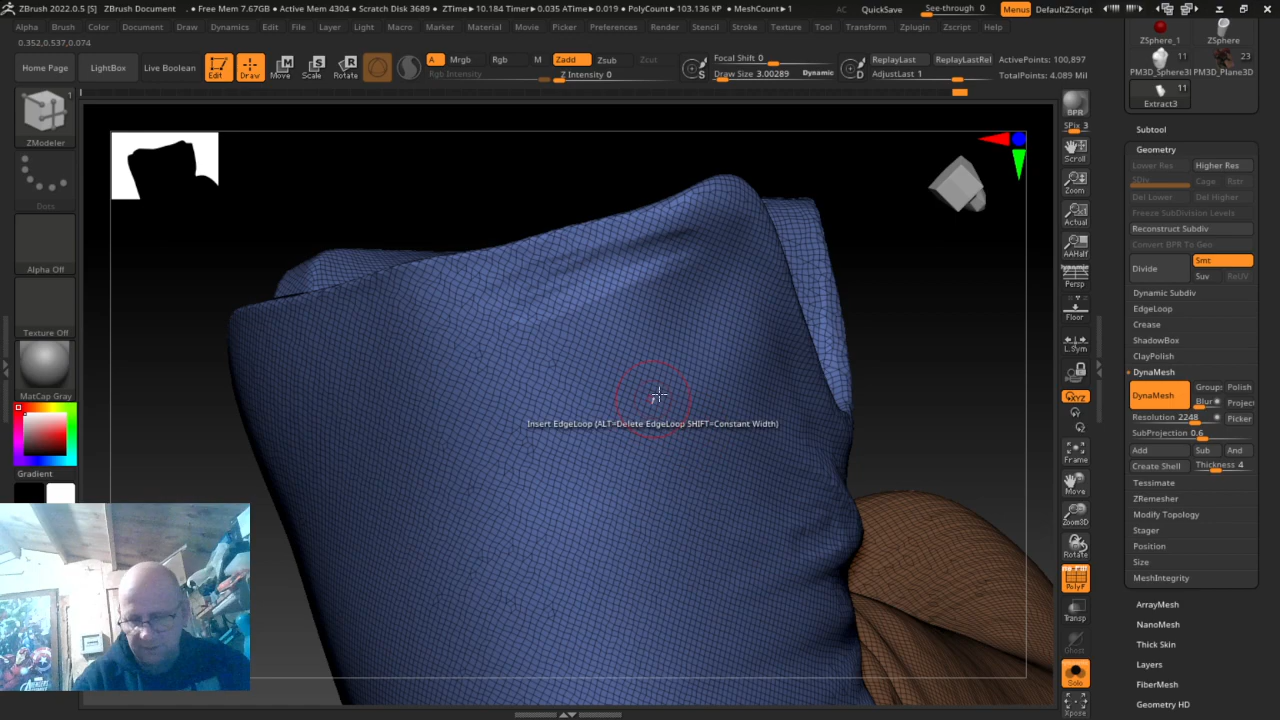 ZBrush 2022.0.5 [S] ZBrush Document . ● Free Mem 7.67GB ● Active Mem 4304 ● Scratch Disk 3689 ● ZTime▶10.184 Timer▶0.035 ATime▶0.019 ● PolyCount▶103.136 KP ● MeshCount▶1 AC QuickSave See-through 0 Menus DefaultZScript
Alpha Brush Color Document Draw Dynamics Edit File Layer Light Macro Marker Material Movie Picker Preferences Render Stencil Stroke Texture Tool Transform Zplugin Zscript Help
0.352,0.537,0.074
Home Page LightBox Live Boolean Edit Draw Move Scale Rotate
A Mrgb Rgb M Zadd Zsub Zcut
Rgb Intensity Z Intensity 0
S Focal Shift 0
Draw Size 3.00289 Dynamic
D ReplayLast ReplayLastRel
AdjustLast 1
ActivePoints: 100,897
TotalPoints: 4.089 Mil
1
ZModeler
Dots
Alpha Off
Texture Off
MatCap Gray
Gradient
Insert EdgeLoop (ALT=Delete EdgeLoop SHIFT=Constant Width)
BPR
SPix 3
Scroll
Zoom
Actual
AAHalf
Dynamic
Persp
Floor
L.Sym
XYZ
Y
Z
Frame
Move
Zoom3D
Rotate
PolyF
Transp
Ghost
Solo
Xpose
ZSphere_1 ZSphere
11 23
PM3D_Sphere3I PM3D_Plane3D
11
Extract3
Subtool
Geometry
Lower Res Higher Res
SDiv Cage Rstr
Del Lower Del Higher
Freeze SubDivision Levels
Reconstruct Subdiv
Convert BPR To Geo
Divide Smt
Suv ReUV
Dynamic Subdiv
EdgeLoop
Crease
ShadowBox
ClayPolish
DynaMesh
DynaMesh Groups Polish
Blur Project
Resolution 2248 Picker
SubProjection 0.6
Add Sub And
Create Shell Thickness 4
Tessimate
ZRemesher
Modify Topology
Stager
Position
Size
MeshIntegrity
ArrayMesh
NanoMesh
Thick Skin
Layers
FiberMesh
Geometry HD